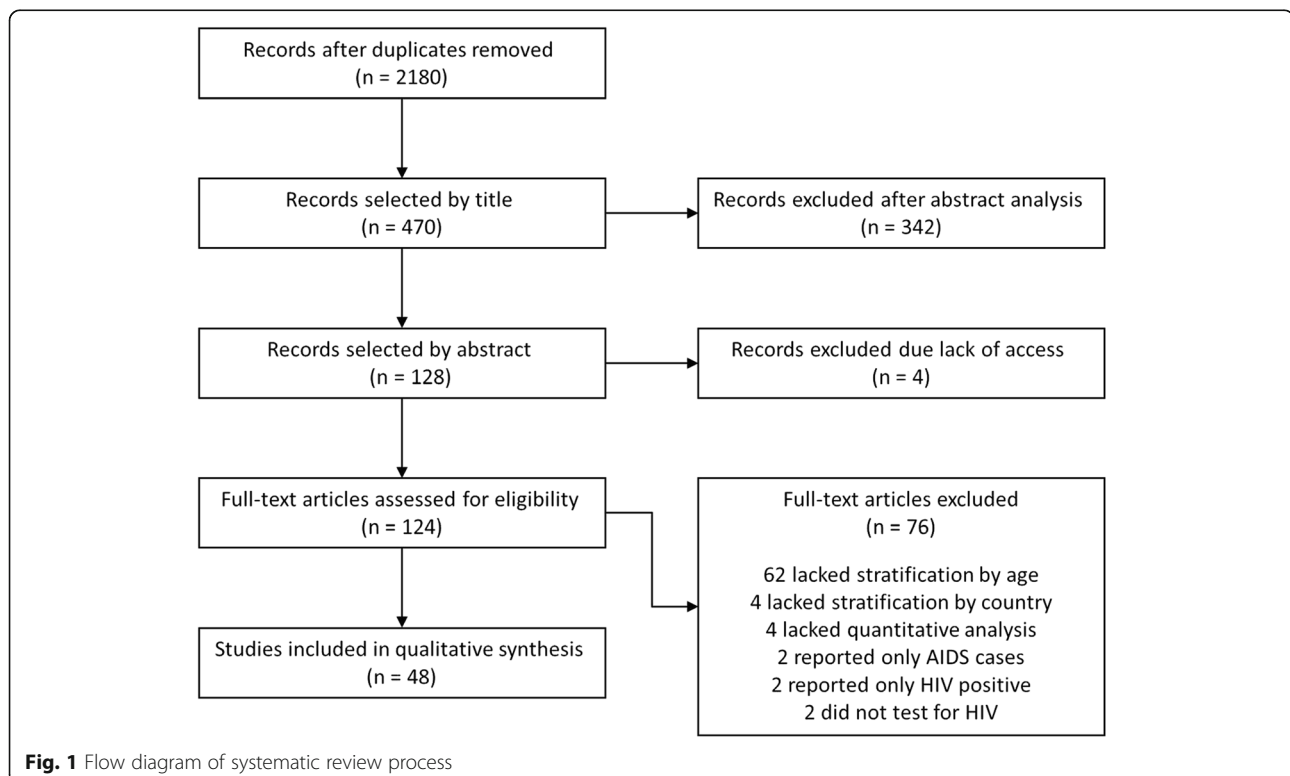 Records after duplicates removed
(n = 2180)
Records selected by title
(n = 470)
Records excluded after abstract analysis
(n = 342)
Records selected by abstract
(n = 128)
Records excluded due lack of access
(n = 4)
Full-text articles assessed for eligibility
(n = 124)
Full-text articles excluded
(n = 76)
62 lacked stratification by age
4 lacked stratification by country
4 lacked quantitative analysis
2 reported only AIDS cases
2 reported only HIV positive
2 did not test for HIV
Studies included in qualitative synthesis
(n = 48)
Fig. 1 Flow diagram of systematic review process